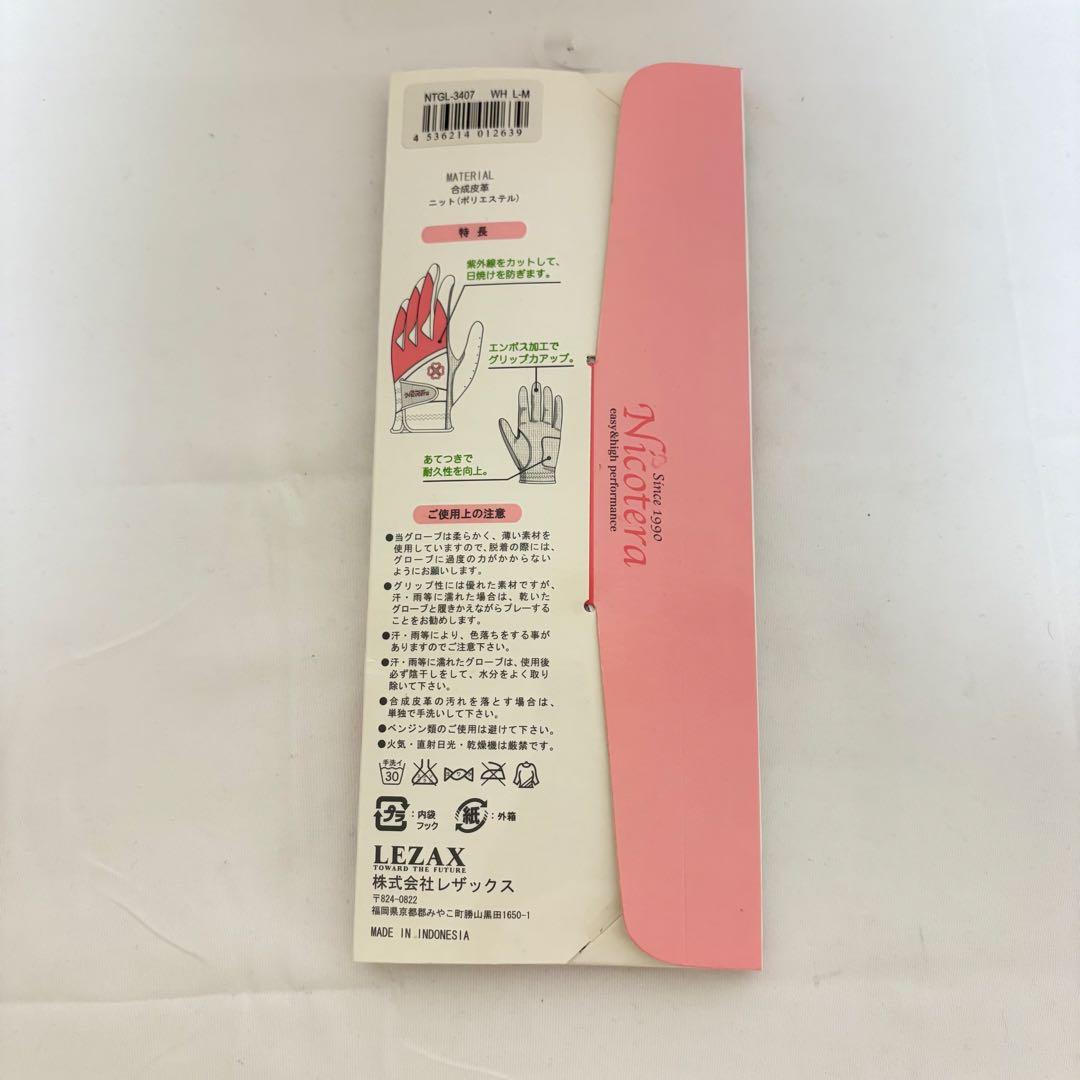 NTGL-3407 WH L-M
4 536214 012639
MATERIAL
合成皮革
ニット(ポリエステル)
特 長
紫外線をカットして、
日焼けを防ぎます。
エンボス加工で
グリップ力アップ。
Nicotera
あてつきで
耐久性を向上。
ご使用上の注意
●当グローブは柔らかく、薄い素材を
使用していますので、脱着の際には、
グローブに過度の力がかからない
ようにお願いします。
●グリップ性には優れた素材ですが、
汗・雨等に濡れた場合は、乾いた
グローブと履きかえながらプレーする
ことをお勧めします。
●汗・雨等により、色落ちをする事が
ありますのでご注意下さい。
●汗・雨等に濡れたグローブは、使用後
必ず陰干しをして、水分をよく取り
除いて下さい。
●合成皮革の汚れを落とす場合は、
単独で手洗いして下さい。
●ベンジン類のご使用は避けて下さい。
●火気・直射日光・乾燥機は厳禁です。
手洗イ
30
プラ:内袋
フック
紙:外箱
LEZAX
TOWARD THE FUTURE
株式会社レザックス
〒824-0822
福岡県京都郡みやこ町勝山黒田1650-1
MADE IN INDONESIA
Since 1990
Nicotera
easy&high performance